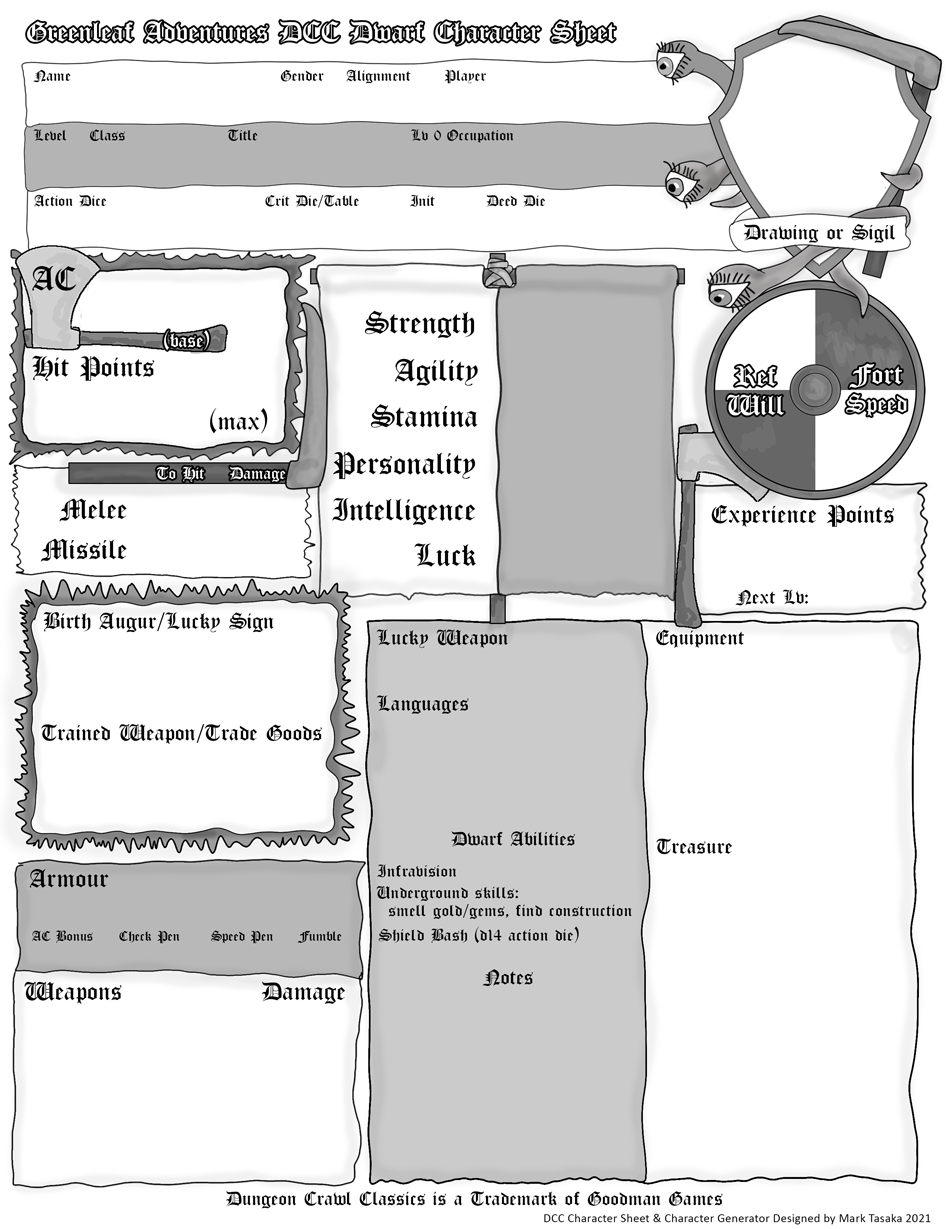 Greenleaf Adventures DCC Dwarf Character Sheet
Name Gender Alignment Player
Level Class Title Lv 0 Occupation
Action Dice Crit Die/Table Init Deed Die
Drawing or Sigil
AC
(base)
Hit Points
(max)
To Hit Damage
Melee
Missile
Strength
Agility
Stamina
Personality
Intelligence
Luck
Ref Fort
Will Speed
Experience Points
Next Lv:
Birth Augur/Lucky Sign
Trained Weapon/Trade Goods
Armour
AC Bonus Check Pen Speed Pen Fumble
Weapons Damage
Lucky Weapon
Languages
Dwarf Abilities
Infravision
Underground skills:
smell gold/gems, find construction
Shield Bash (d14 action die)
Notes
Equipment
Treasure
Dungeon Crawl Classics is a Trademark of Goodman Games
DCC Character Sheet & Character Generator Designed by Mark Tasaka 2021